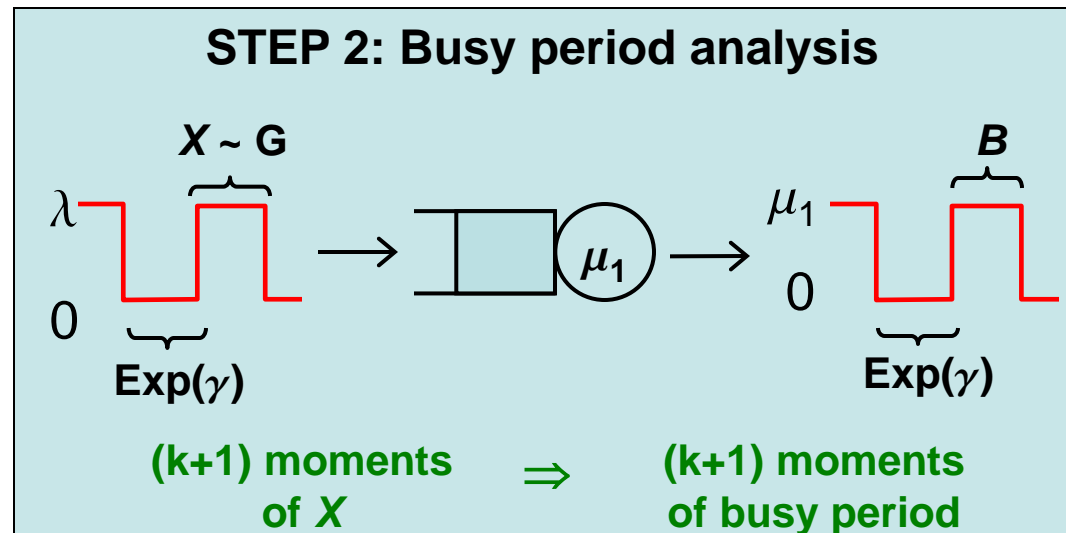 STEP 2: Busy period analysis
X ~ G
B
λ
μ₁
μ₁
0
0
Exp(γ)
Exp(γ)
(k+1) moments
of X
⇒
(k+1) moments
of busy period